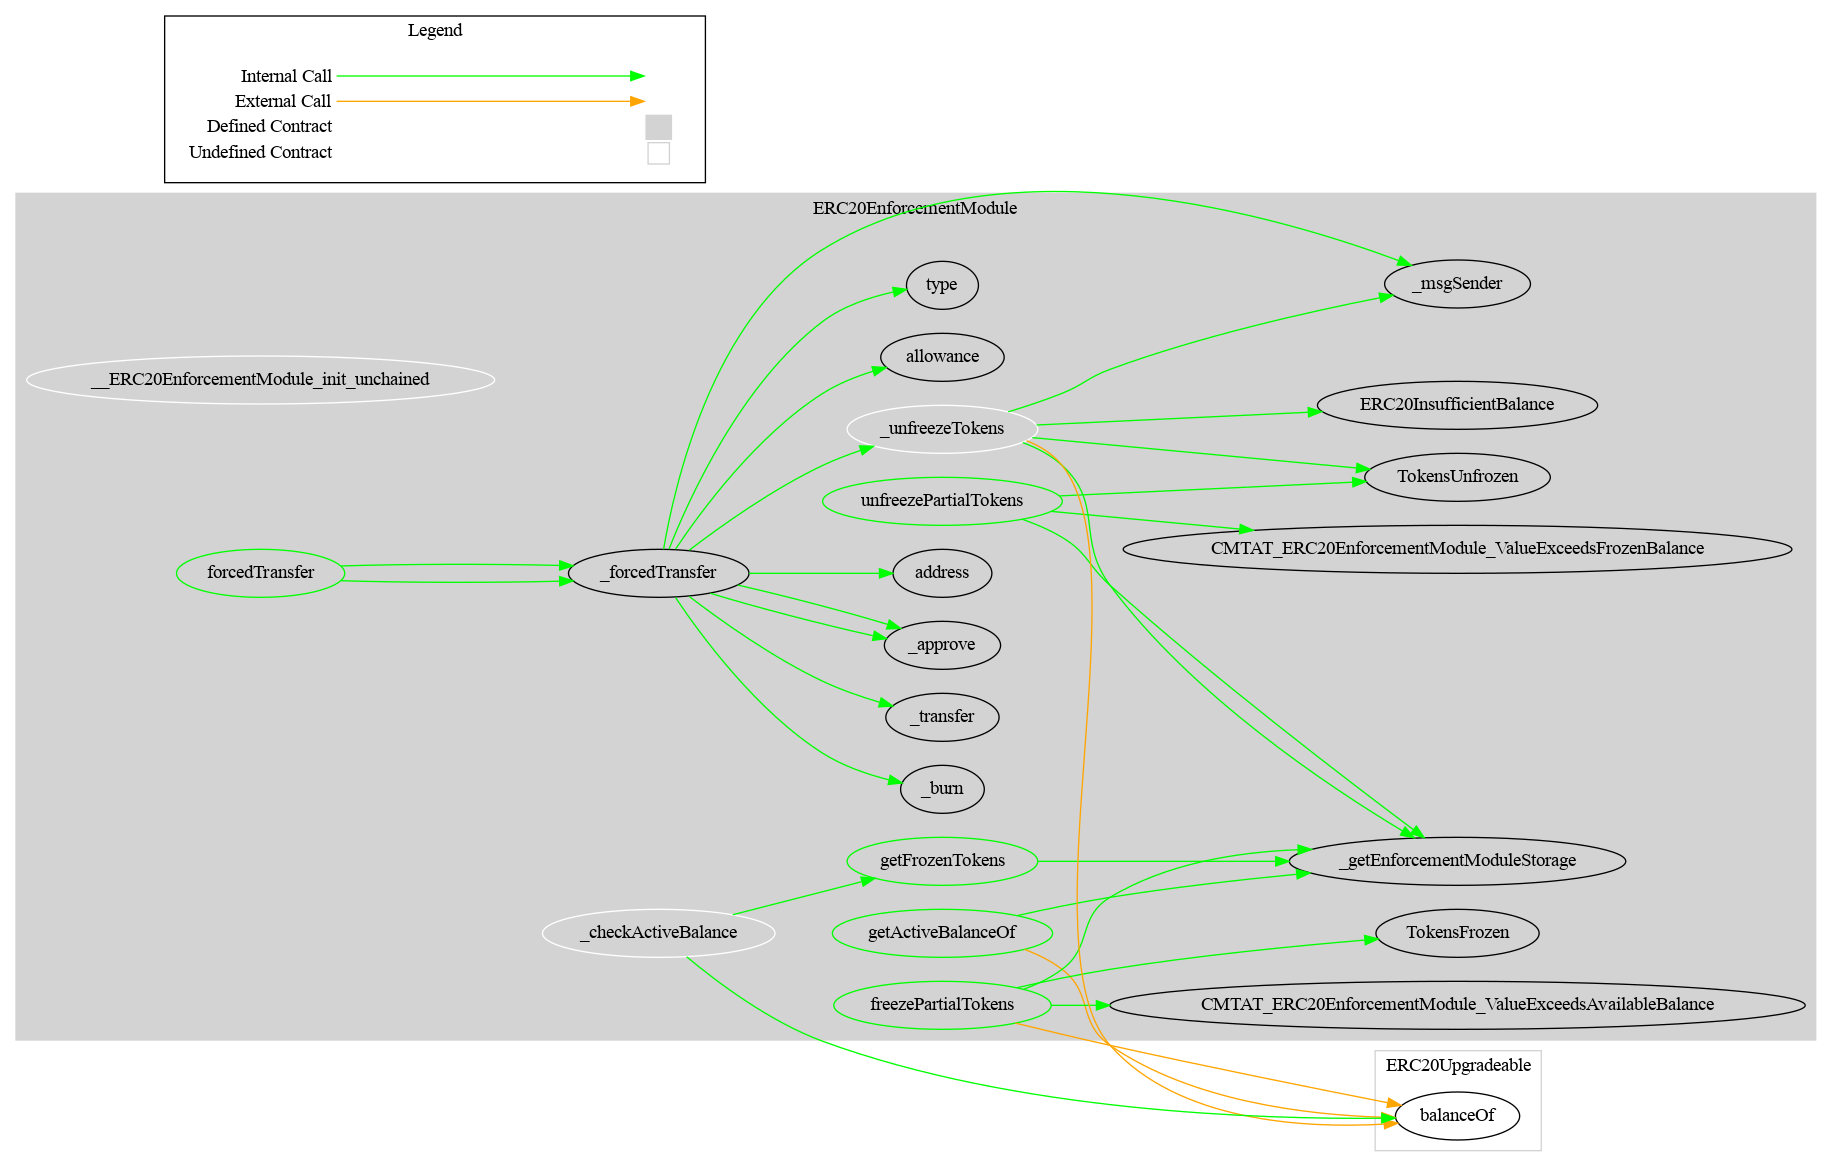 Legend
Internal Call
External Call
Defined Contract
Undefined Contract
ERC20EnforcementModule
type
_msgSender
allowance
__ERC20EnforcementModule_init_unchained
ERC20InsufficientBalance
_unfreezeTokens
TokensUnfrozen
unfreezePartialTokens
CMTAT_ERC20EnforcementModule_ValueExceedsFrozenBalance
forcedTransfer
_forcedTransfer
address
_approve
_transfer
_burn
getFrozenTokens
_getEnforcementModuleStorage
_checkActiveBalance
getActiveBalanceOf
TokensFrozen
freezePartialTokens
CMTAT_ERC20EnforcementModule_ValueExceedsAvailableBalance
ERC20Upgradeable
balanceOf